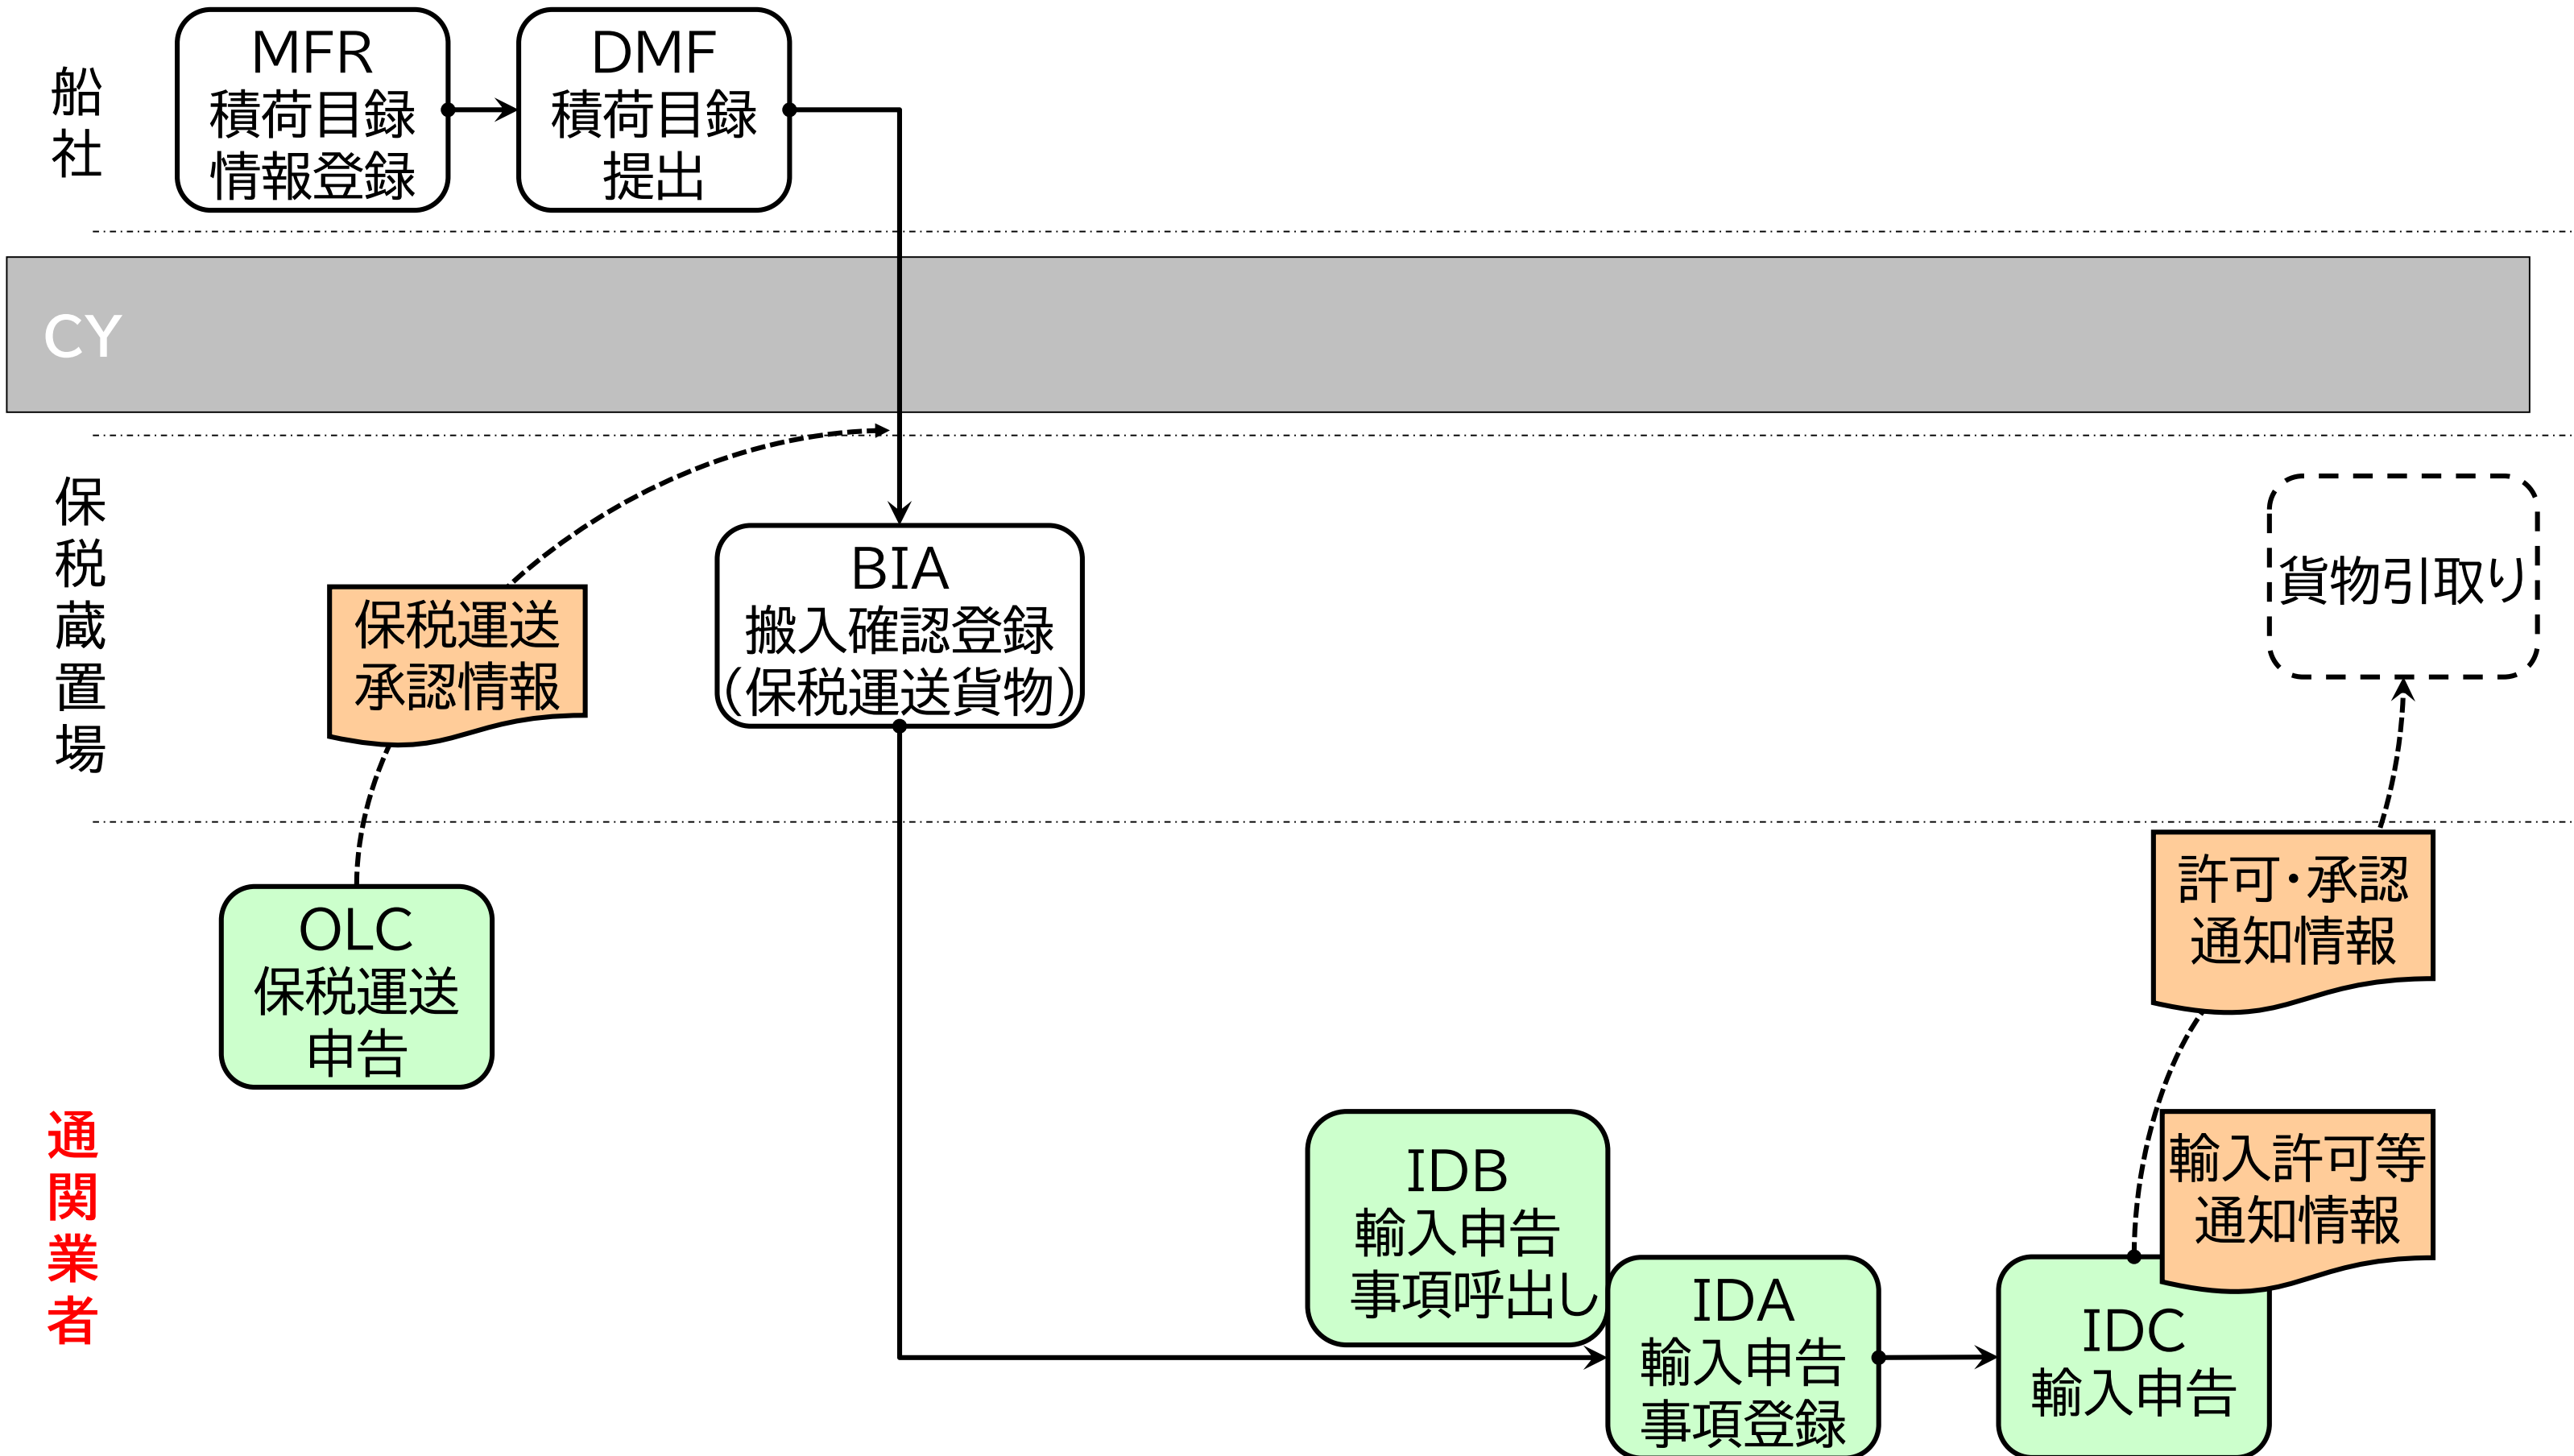 船社
MFR
積荷目録
情報登録
DMF
積荷目録
提出
CY
保税蔵置場
保税運送
承認情報
BIA
搬入確認登録
（保税運送貨物）
貨物引取り
通関業者
OLC
保税運送
申告
許可・承認
通知情報
IDB
輸入申告
事項呼出し
IDA
輸入申告
事項登録
輸入許可等
通知情報
IDC
輸入申告